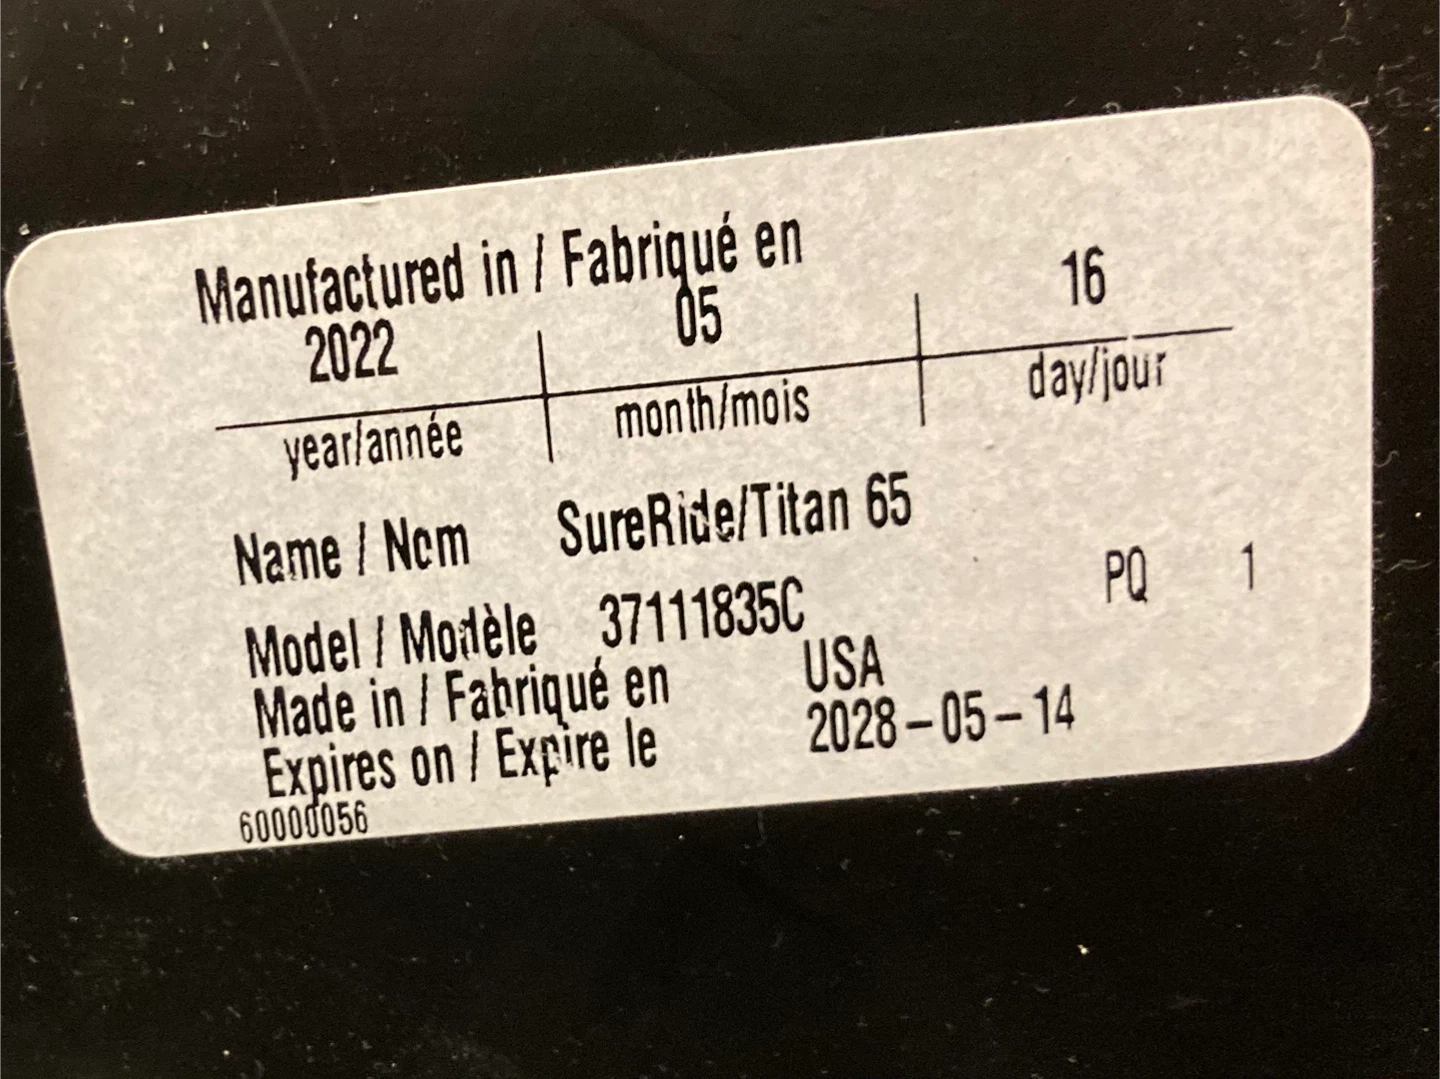 Manufactured in / Fabriqué en
2022 05 16
year/année month/mois day/jour
Name / Nom SureRide/Titan 65
Model / Modèle 37111835C PQ 1
Made in / Fabriqué en USA
Expires on / Expire le 2028-05-14
60000056